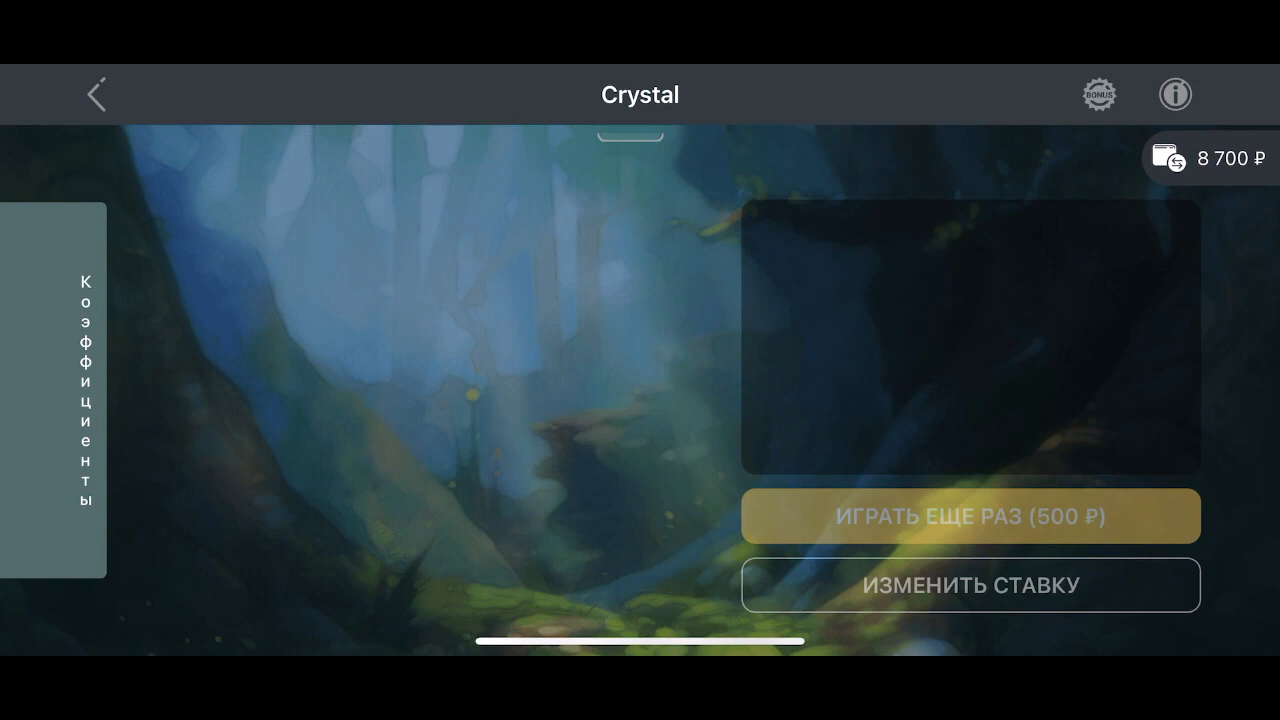 Crystal
BONUS
8 700 ₽
Коэффициенты
ИГРАТЬ ЕЩЕ РАЗ (500 ₽)
ИЗМЕНИТЬ СТАВКУ